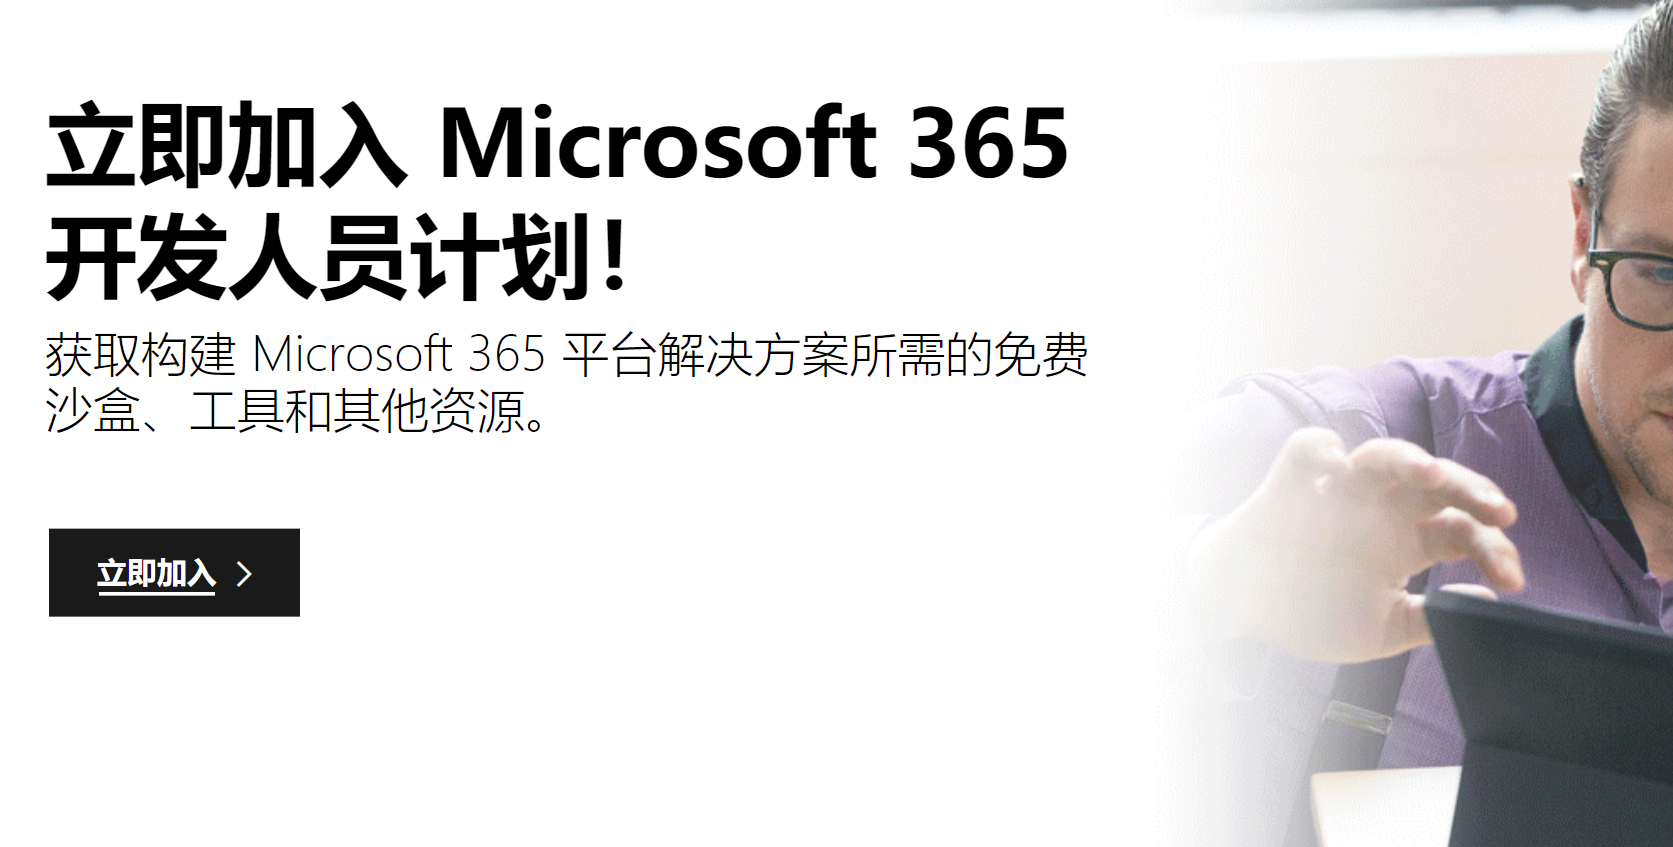 立即加入 Microsoft 365
开发人员计划！
获取构建 Microsoft 365 平台解决方案所需的免费
沙盒、工具和其他资源。
立即加入